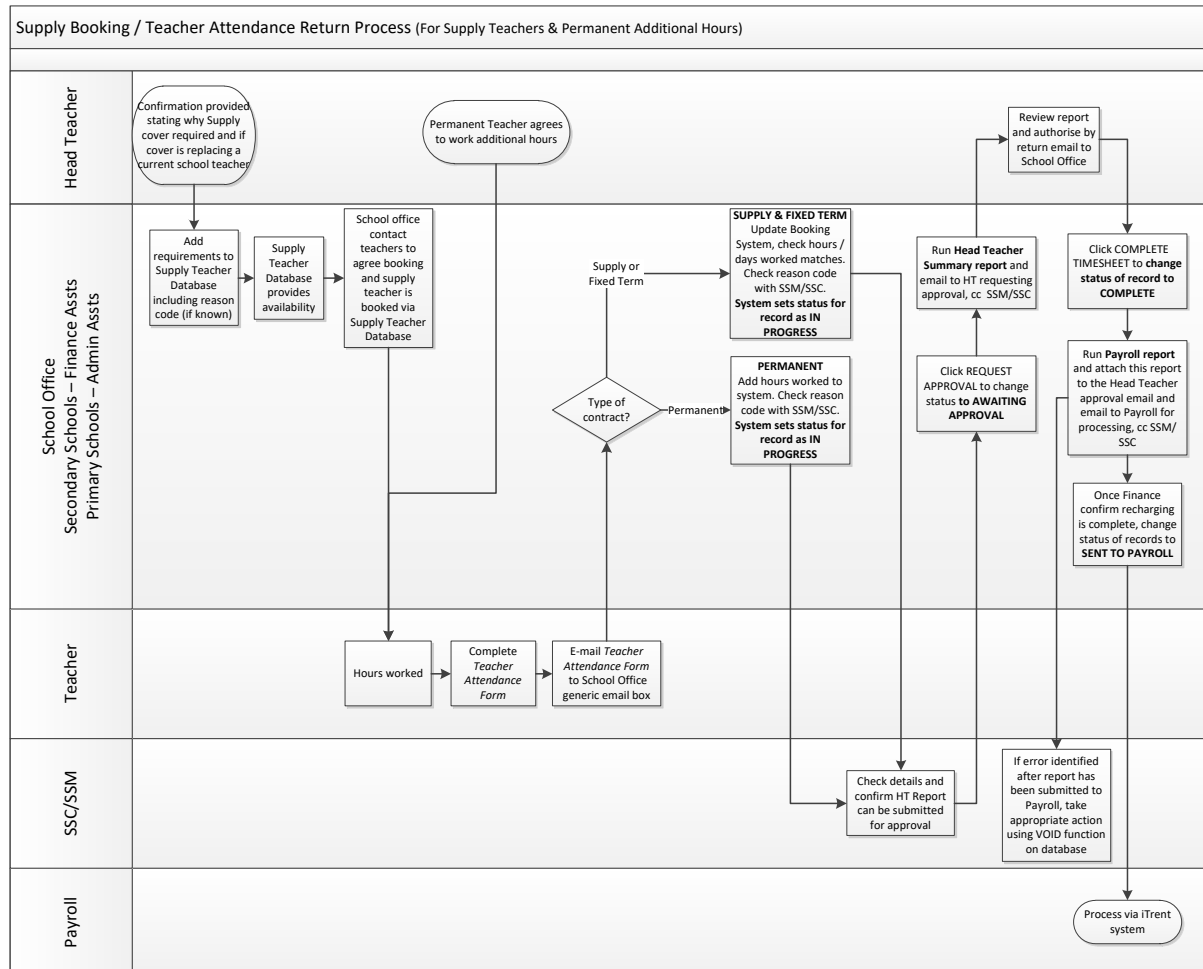 Supply Booking / Teacher Attendance Return Process (For Supply Teachers & Permanent Additional Hours)
Head Teacher
Confirmation provided
stating why Supply
cover required and if
cover is replacing a
current school teacher
Permanent Teacher agrees
to work additional hours
Review report
and authorise by
return email to
School Office
School Office
Secondary Schools – Finance Assts
Primary Schools – Admin Assts
Add
requirements to
Supply Teacher
Database
including reason
code (if known)
Supply
Teacher
Database
provides
availability
School office
contact
teachers to
agree booking
and supply
teacher is
booked via
Supply Teacher
Database
Supply or
Fixed Term
Type of
contract?
Permanent
SUPPLY & FIXED TERM
Update Booking
System, check hours /
days worked matches.
Check reason code
with SSM/SSC.
System sets status for
record as IN
PROGRESS
PERMANENT
Add hours worked to
system. Check reason
code with SSM/SSC.
System sets status for
record as IN
PROGRESS
Run Head Teacher
Summary report and
email to HT requesting
approval, cc SSM/SSC
Click REQUEST
APPROVAL to change
status to AWAITING
APPROVAL
Click COMPLETE
TIMESHEET to change
status of record to
COMPLETE
Run Payroll report
and attach this report
to the Head Teacher
approval email and
email to Payroll for
processing, cc SSM/
SSC
Once Finance
confirm recharging
is complete, change
status of records to
SENT TO PAYROLL
Teacher
Hours worked
Complete
Teacher
Attendance
Form
E-mail Teacher
Attendance Form
to School Office
generic email box
SSC/SSM
Check details and
confirm HT Report
can be submitted
for approval
If error identified
after report has
been submitted to
Payroll, take
appropriate action
using VOID function
on database
Payroll
Process via iTrent
system